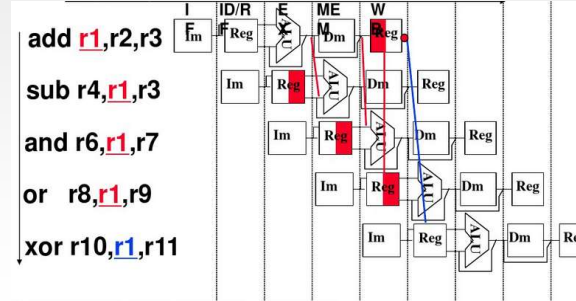 I ID/R E ME W
F F X M B
add r1,r2,r3 Im Reg ALU Dm Reg
sub r4,r1,r3 Im Reg ALU Dm Reg
and r6,r1,r7 Im Reg ALU Dm Reg
or r8,r1,r9 Im Reg ALU Dm Reg
xor r10,r1,r11 Im Reg ALU Dm Re